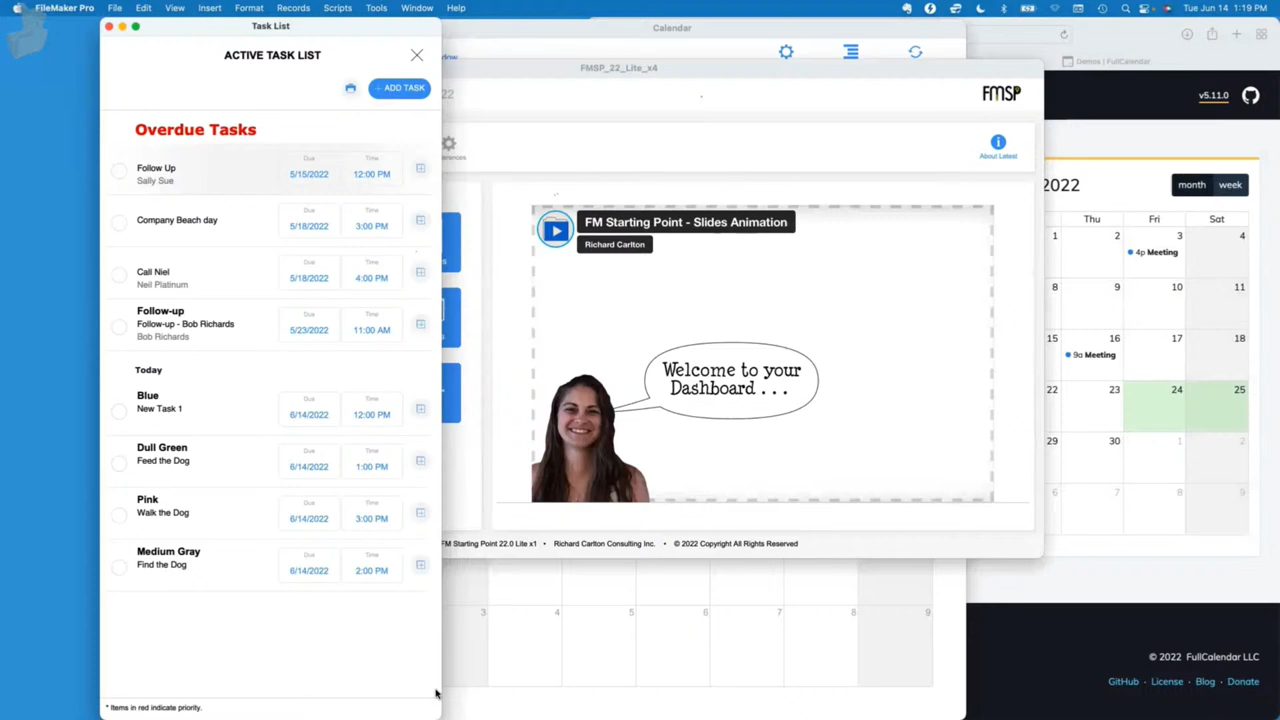 FileMaker Pro File Edit View Insert Format Records Scripts Tools Window Help
Tue Jun 14 1:19 PM
Task List
ACTIVE TASK LIST
+ ADD TASK
Overdue Tasks
Follow Up
Sally Sue
Due
5/15/2022
Time
12:00 PM
Company Beach day
Due
5/18/2022
Time
3:00 PM
Call Niel
Neil Platinum
Due
5/18/2022
Time
4:00 PM
Follow-up
Follow-up - Bob Richards
Bob Richards
Due
5/23/2022
Time
11:00 AM
Today
Blue
New Task 1
Due
6/14/2022
Time
12:00 PM
Dull Green
Feed the Dog
Due
6/14/2022
Time
1:00 PM
Pink
Walk the Dog
Due
6/14/2022
Time
3:00 PM
Medium Gray
Find the Dog
Due
6/14/2022
Time
2:00 PM
* Items in red indicate priority.
Calendar
FMSP_22_Lite_x4
22
FMSP
About Latest
FM Starting Point - Slides Animation
Richard Carlton
Welcome to your
Dashboard . . .
FM Starting Point 22.0 Lite x1 • Richard Carlton Consulting Inc. • © 2022 Copyright All Rights Reserved
3 4 5 6 7 8 9
Demos | FullCalendar
v5.11.0
2022
month week
Thu Fri Sat
1 2 3 4
4p Meeting
8 9 10 11
15 16 17 18
9a Meeting
22 23 24 25
29 30 1 2
6 7 8 9
© 2022 FullCalendar LLC
GitHub · License · Blog · Donate